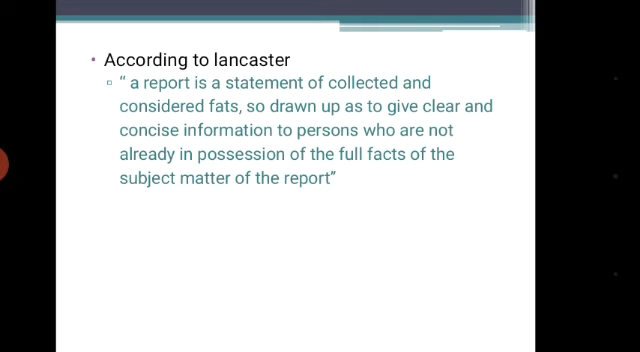 • According to lancaster
▫ “ a report is a statement of collected and
considered fats, so drawn up as to give clear and
concise information to persons who are not
already in possession of the full facts of the
subject matter of the report”